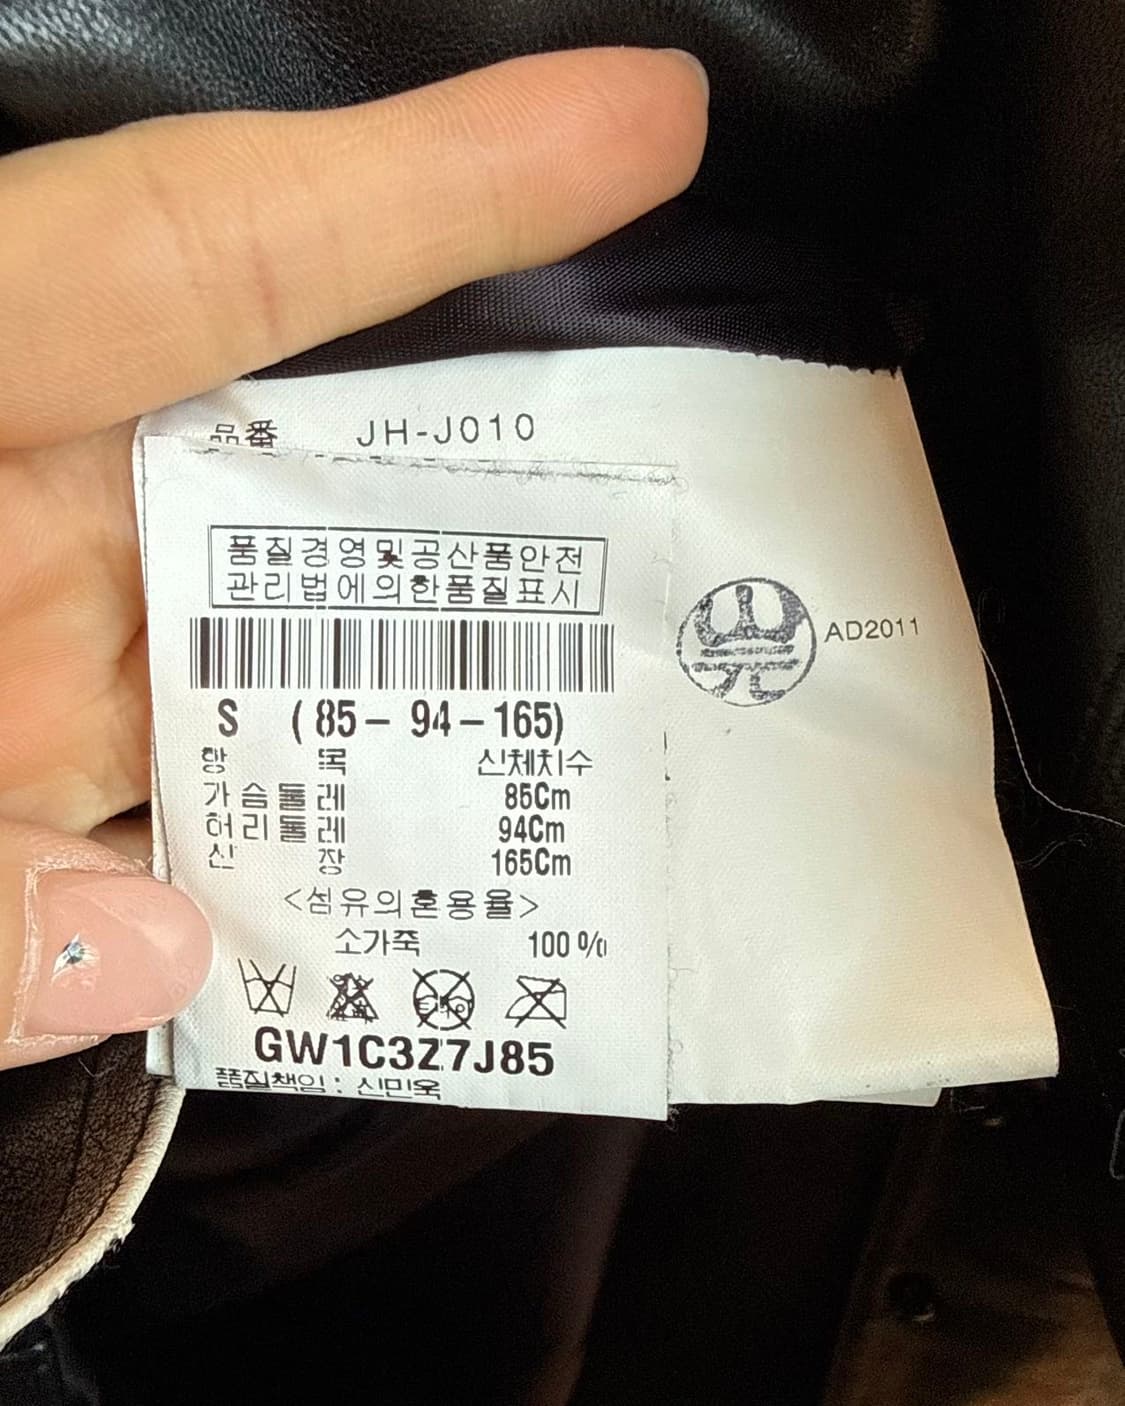 品番 JH-J010
품질경영및공산품안전
관리법에의한품질표시
S (85-94-165)
항 목 신체치수
가슴둘레 85Cm
허리둘레 94Cm
신 장 165Cm
<섬유의혼용율>
소가죽 100%
GW1C3Z7J85
품질책임: 신민욱
AD2011